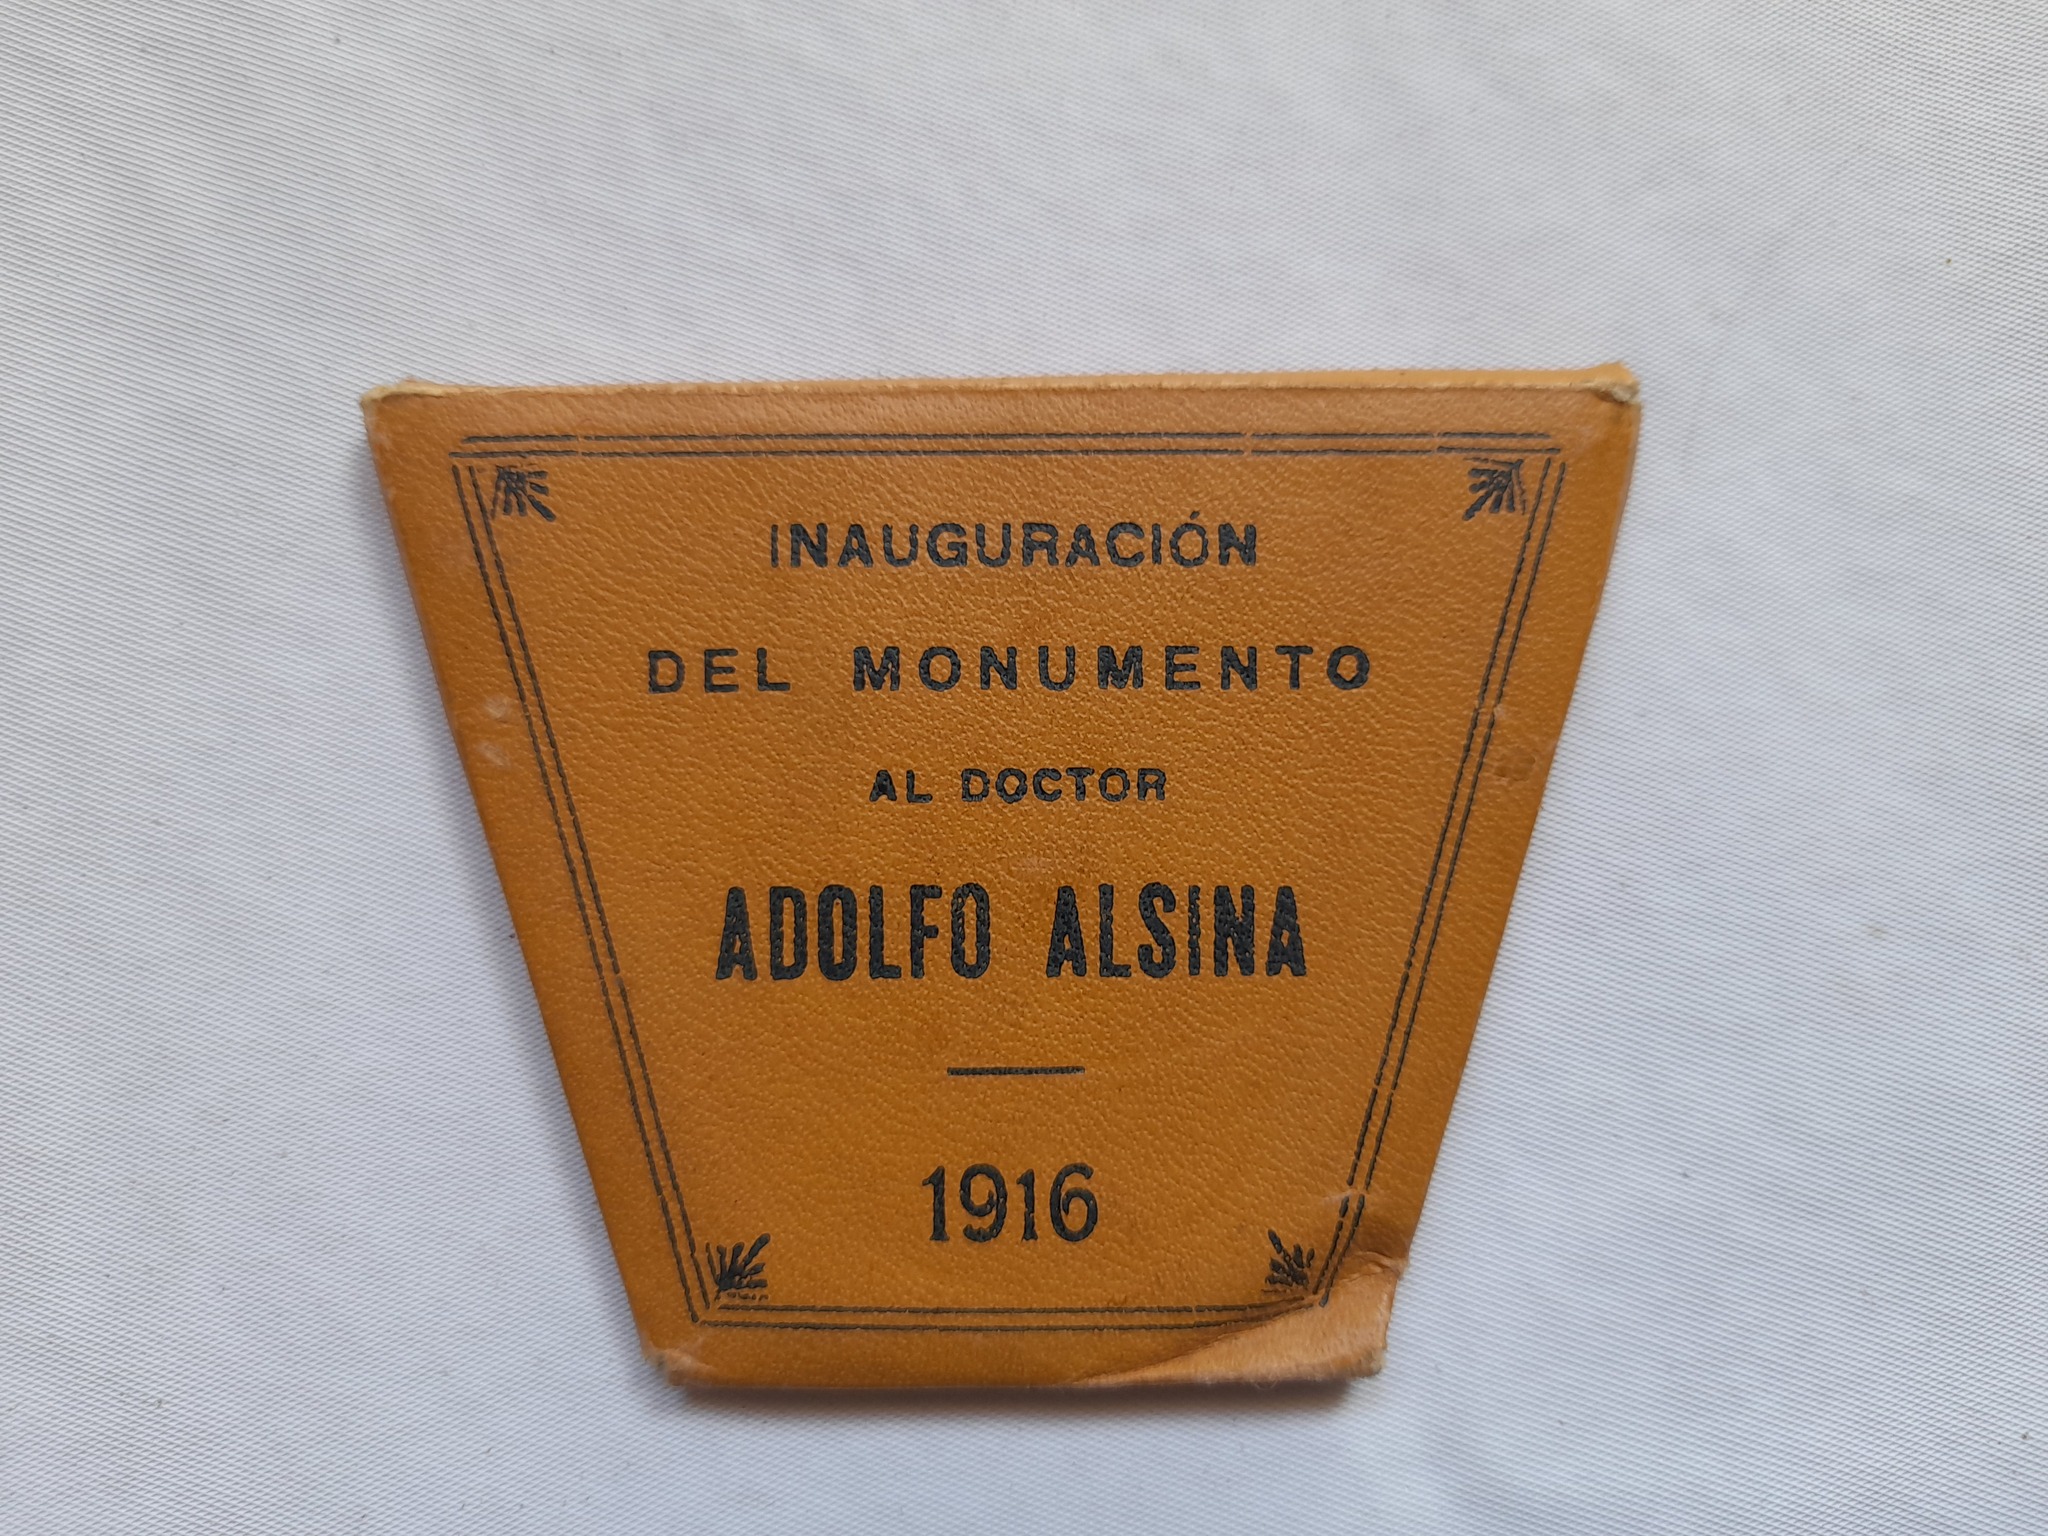 INAUGURACIÓN
DEL MONUMENTO
AL DOCTOR
ADOLFO ALSINA
1916